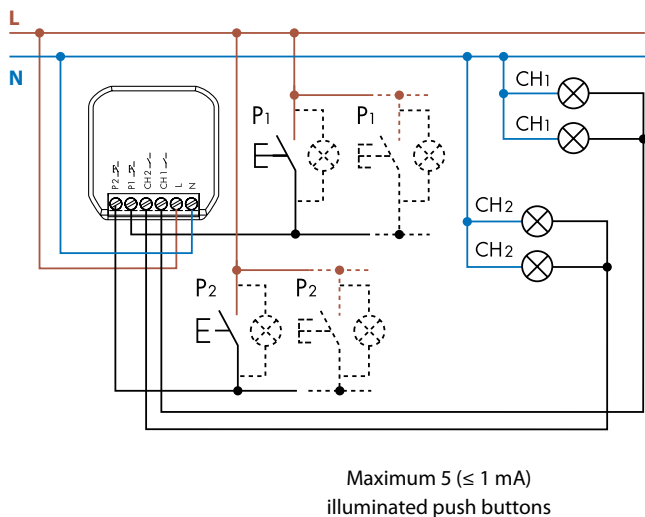 L
N
P1
P1
CH1
CH1
P2
P1
CH2
CH1
L
N
CH2
CH2
P2
P2
Maximum 5 (≤ 1 mA)
illuminated push buttons